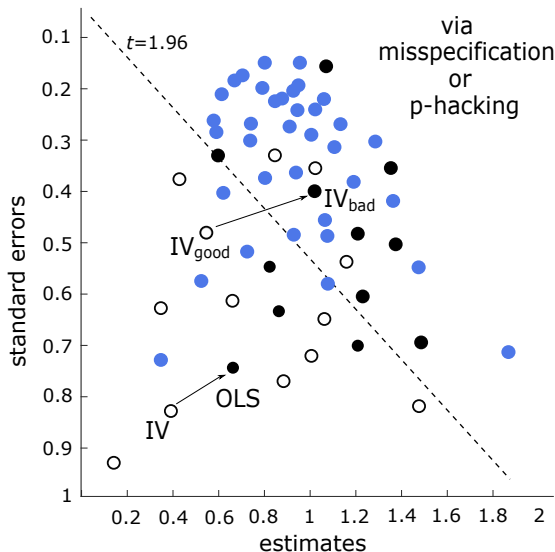 via
misspecification
or
p-hacking
t=1.96
standard errors
0.1
0.2
0.3
0.4
0.5
0.6
0.7
0.8
0.9
1
IVbad
IVgood
OLS
IV
0.2 0.4 0.6 0.8 1 1.2 1.4 1.6 1.8 2
estimates